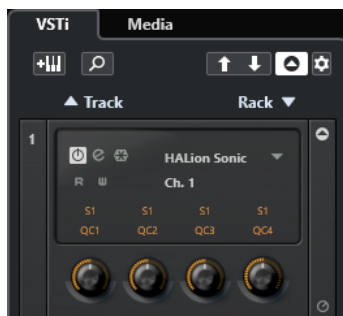 VSTi Media
Track Rack
1
HALion Sonic
R W Ch. 1
S1 S1 S1 S1
QC1 QC2 QC3 QC4